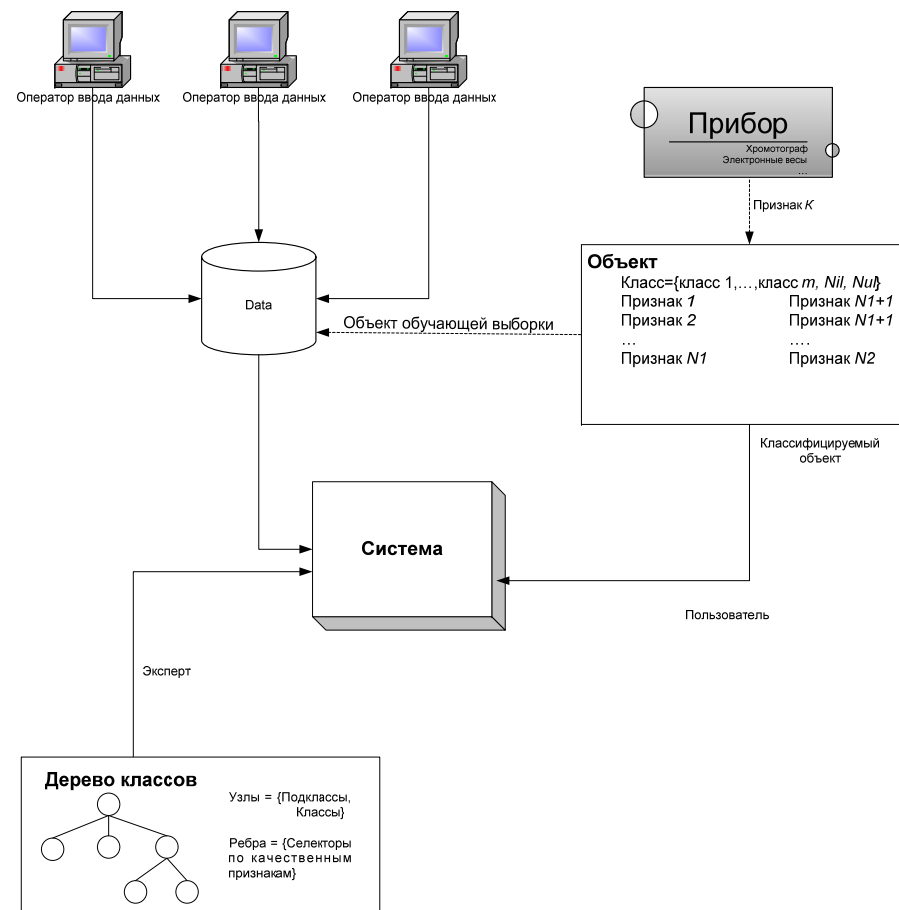 Оператор ввода данных
Оператор ввода данных
Оператор ввода данных
Прибор
Хромотограф
Электронные весы
...
Признак K
Объект
Класс={класс 1,...,класс m, Nil, Nul}
Признак 1
Признак N1+1
Признак 2
Признак N1+1
...
....
Признак N1
Признак N2
Data
Объект обучающей выборки
Классифицируемый
объект
Система
Пользователь
Эксперт
Дерево классов
Узлы = {Подклассы,
Классы}
Ребра = {Селекторы
по качественным
признакам}